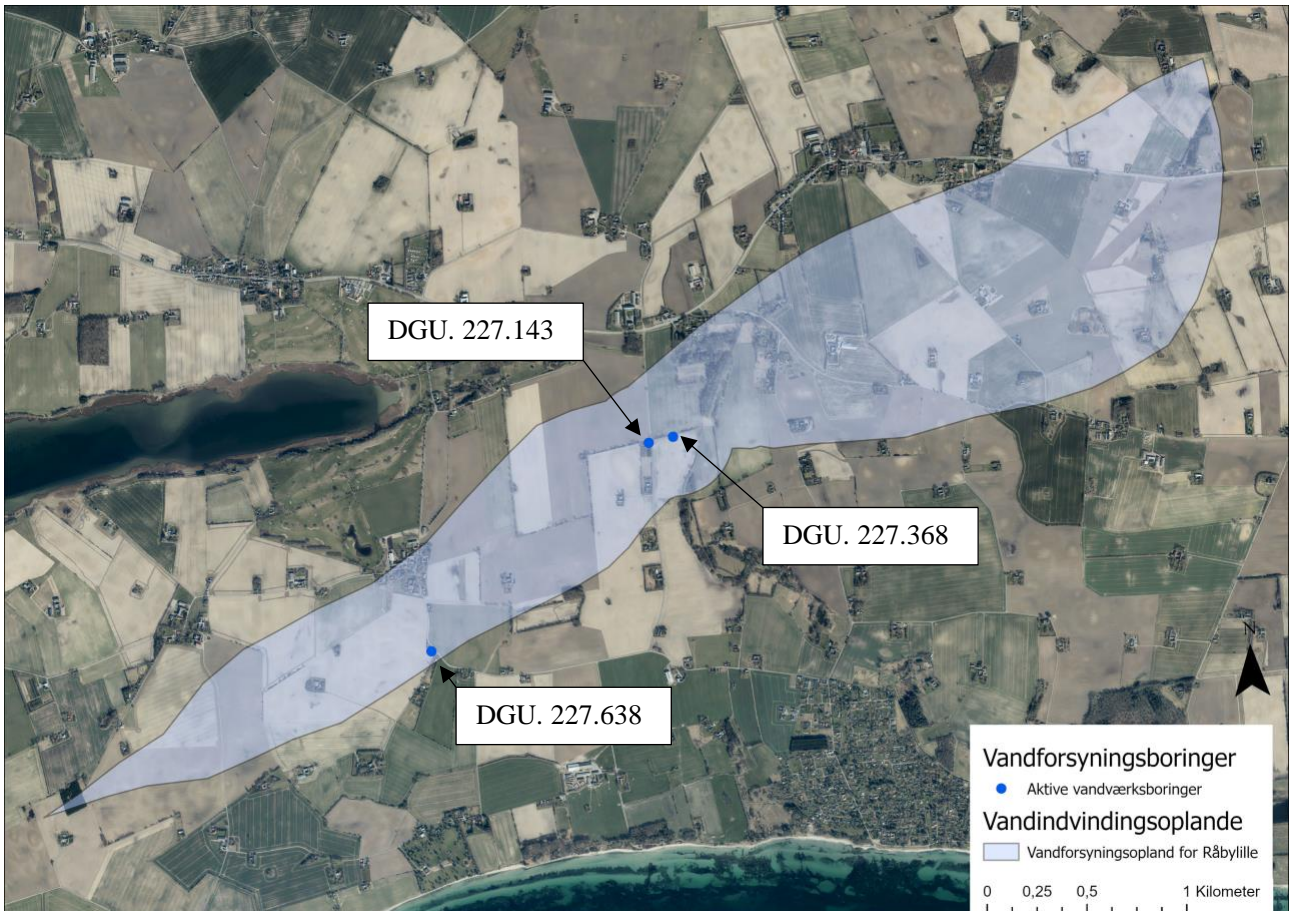 DGU. 227.143
DGU. 227.368
DGU. 227.638
N
Vandforsyningsboringer
Aktive vandværksboringer
Vandindvindingsoplande
Vandforsyningsopland for Råbylille
0 0,25 0,5 1 Kilometer